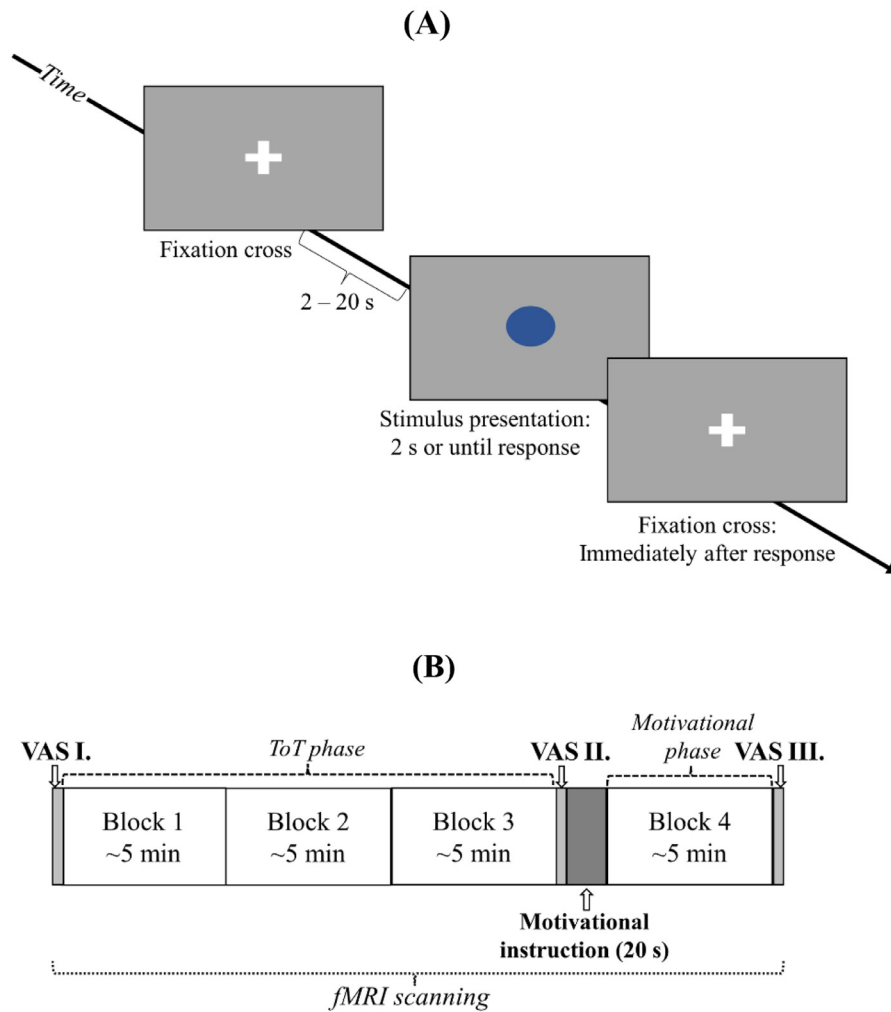 (A)
Time
Fixation cross
2 – 20 s
Stimulus presentation:
2 s or until response
Fixation cross:
Immediately after response
(B)
VAS I.
ToT phase
VAS II.
Motivational
phase
VAS III.
Block 1
~5 min
Block 2
~5 min
Block 3
~5 min
Block 4
~5 min
Motivational
instruction (20 s)
fMRI scanning